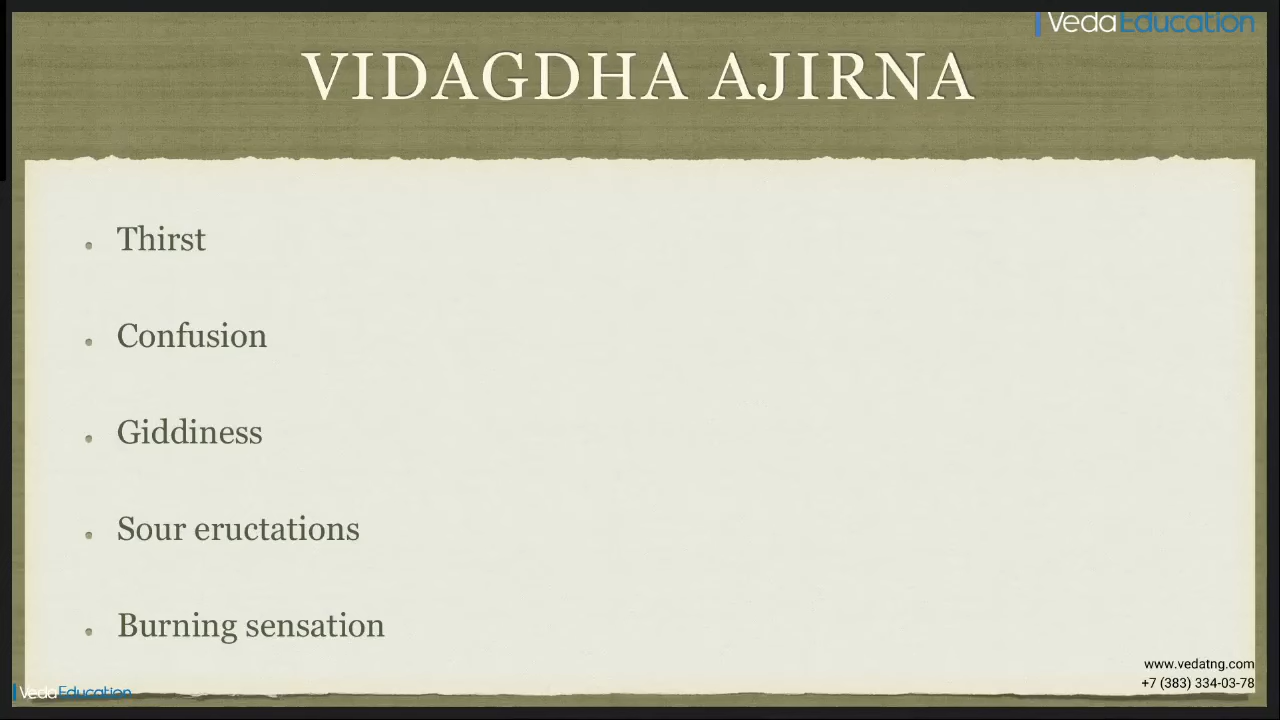 VedaEducation
VIDAGDHA AJIRNA
Thirst
Confusion
Giddiness
Sour eructations
Burning sensation
www.vedatng.com
+7 (383) 334-03-78
VedaEducation